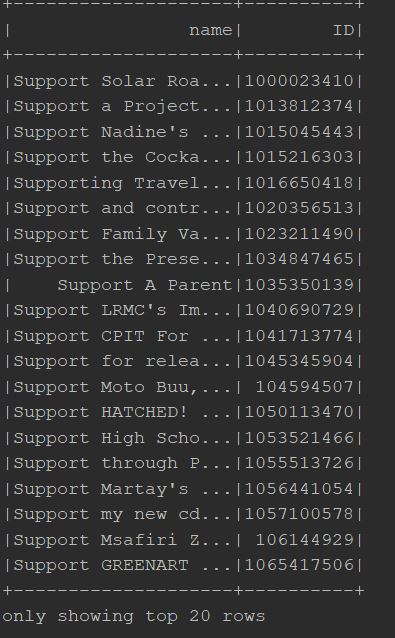 +--------------------+----------+
|                name|        ID|
+--------------------+----------+
|Support Solar Roa...|1000023410|
|Support a Project...|1013812374|
|Support Nadine's ...|1015045443|
|Support the Cocka...|1015216303|
|Supporting Travel...|1016650418|
|Support and contr...|1020356513|
|Support Family Va...|1023211490|
|Support the Prese...|1034847465|
|    Support A Parent|1035350139|
|Support LRMC's Im...|1040690729|
|Support CPIT For ...|1041713774|
|Support for relea...|1045345904|
|Support Moto Buu,...| 104594507|
|Support HATCHED! ...|1050113470|
|Support High Scho...|1053521466|
|Support through P...|1055513726|
|Support Martay's ...|1056441054|
|Support my new cd...|1057100578|
|Support Msafiri Z...| 106144929|
|Support GREENART ...|1065417506|
+--------------------+----------+
only showing top 20 rows